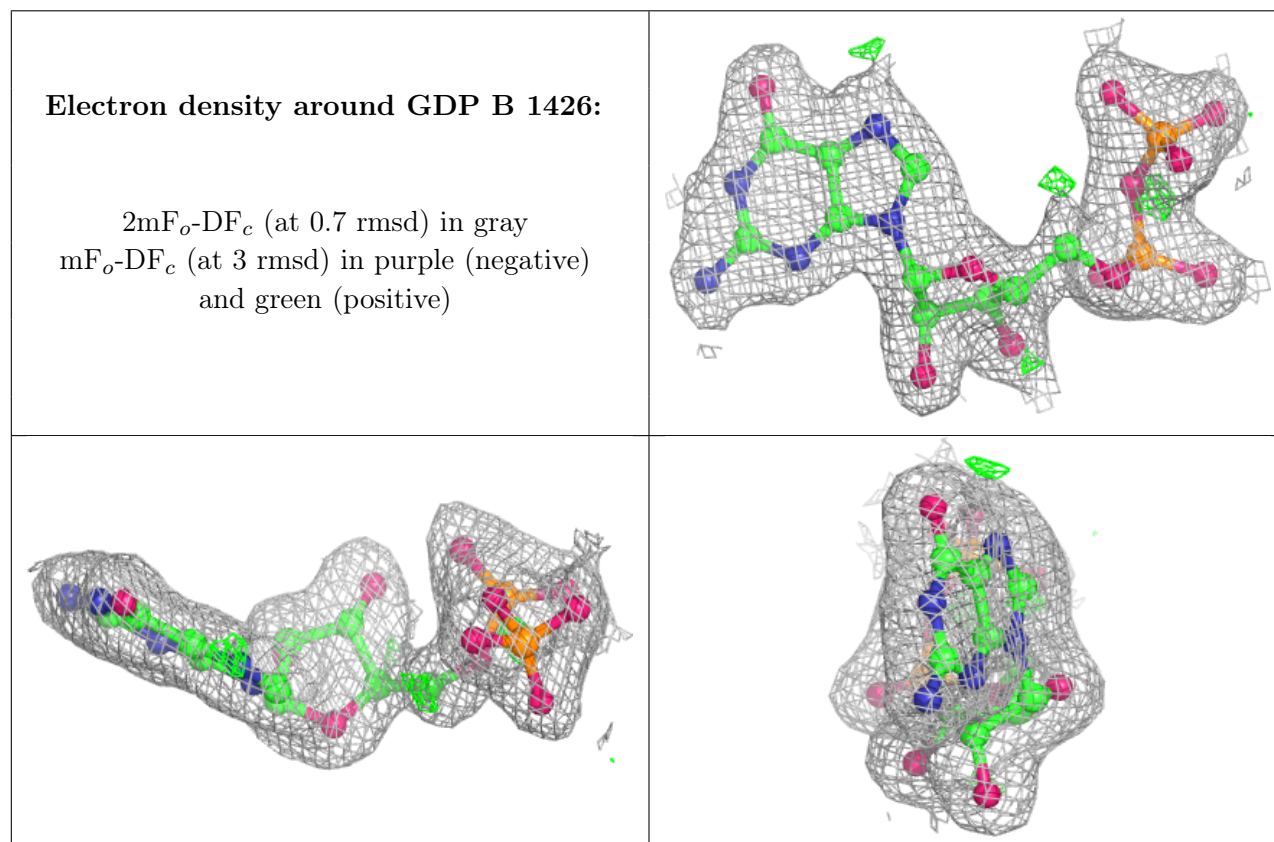 Electron density around GDP B 1426:
2mFo-DFc (at 0.7 rmsd) in gray
mFo-DFc (at 3 rmsd) in purple (negative)
and green (positive)